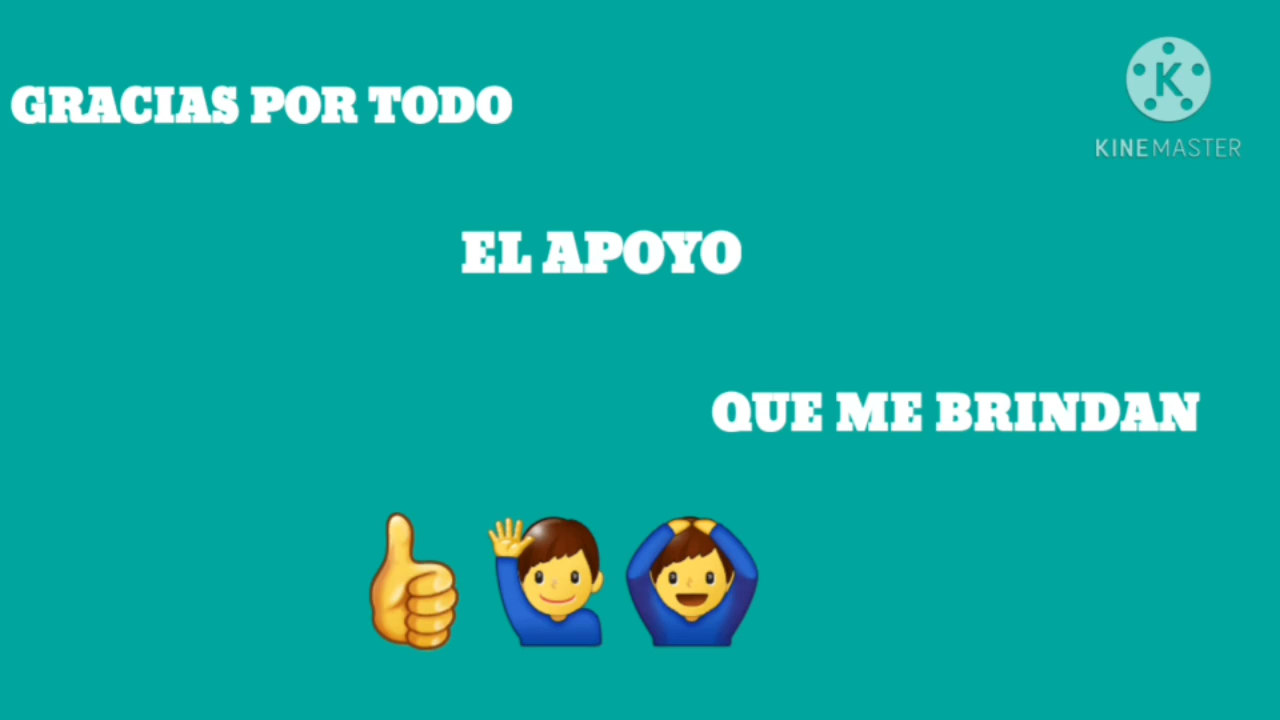 GRACIAS POR TODO
K
KINEMASTER
EL APOYO
QUE ME BRINDAN